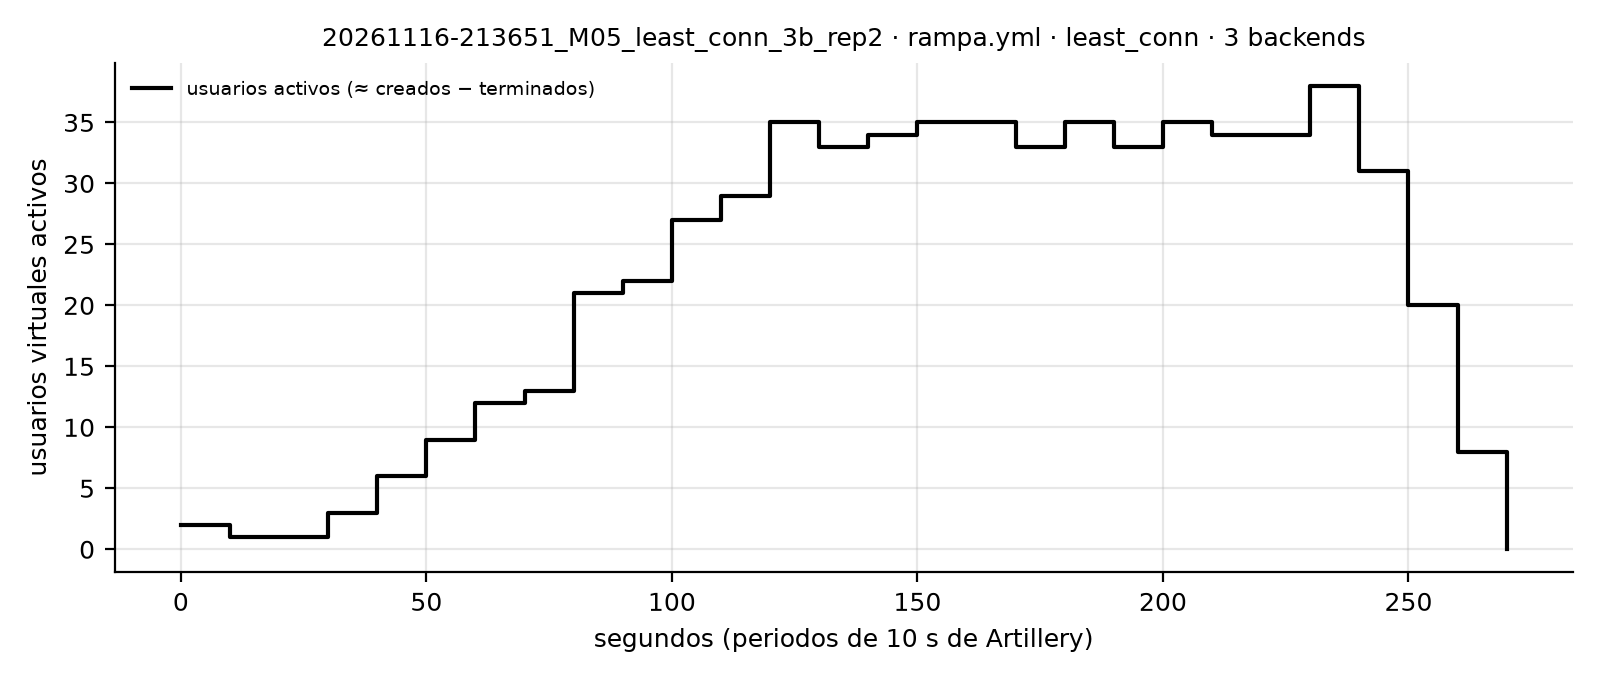 20261116-213651_M05_least_conn_3b_rep2 · rampa.yml · least_conn · 3 backends
usuarios activos (≈ creados − terminados)
usuarios virtuales activos
35
30
25
20
15
10
5
0
0 50 100 150 200 250
segundos (periodos de 10 s de Artillery)